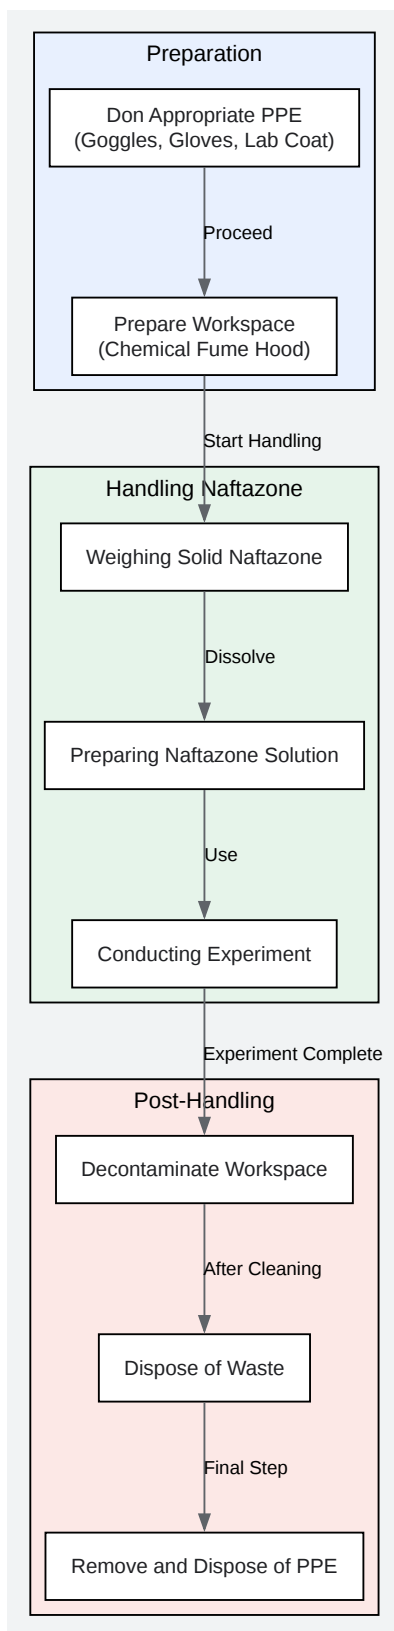 Preparation
Don Appropriate PPE
(Goggles, Gloves, Lab Coat)
Proceed
Prepare Workspace
(Chemical Fume Hood)
Start Handling
Handling Naftazone
Weighing Solid Naftazone
Dissolve
Preparing Naftazone Solution
Use
Conducting Experiment
Experiment Complete
Post-Handling
Decontaminate Workspace
After Cleaning
Dispose of Waste
Final Step
Remove and Dispose of PPE